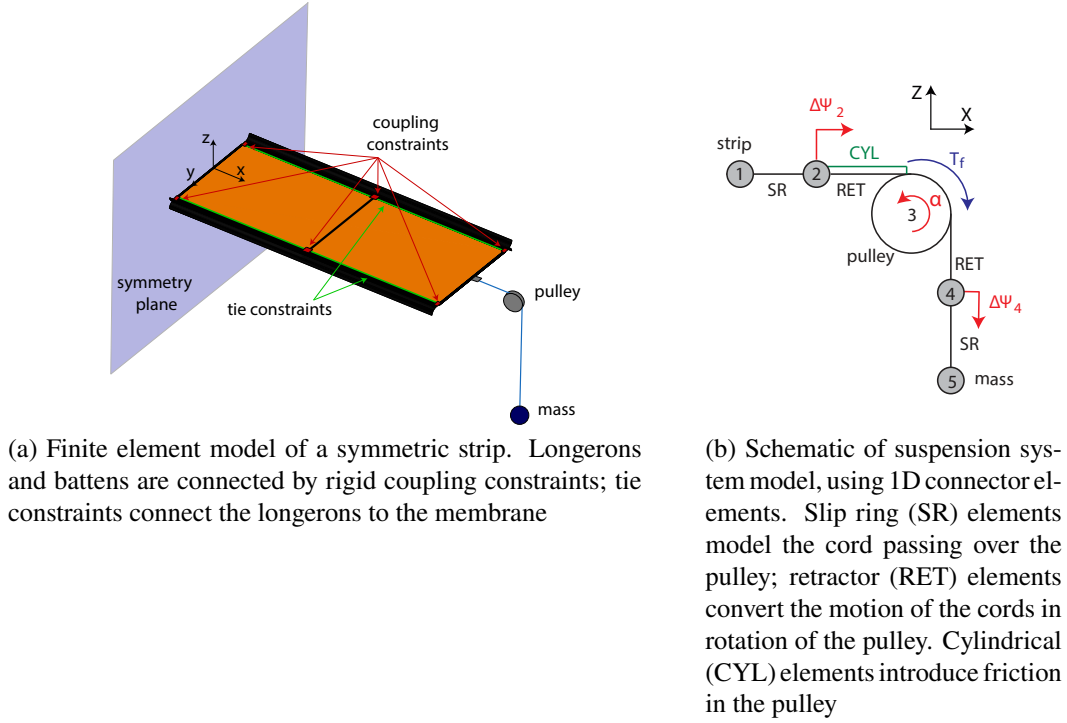 coupling
constraints
z
y
x
symmetry
plane
tie constraints
pulley
mass
(a) Finite element model of a symmetric strip. Longerons
and battens are connected by rigid coupling constraints; tie
constraints connect the longerons to the membrane
Z
X
ΔΨ 2
strip
CYL
T f
1
2
SR
RET
α
3
pulley
RET
4
ΔΨ 4
SR
5
mass
(b) Schematic of suspension sys-
tem model, using 1D connector el-
ements. Slip ring (SR) elements
model the cord passing over the
pulley; retractor (RET) elements
convert the motion of the cords in
rotation of the pulley. Cylindrical
(CYL) elements introduce friction
in the pulley